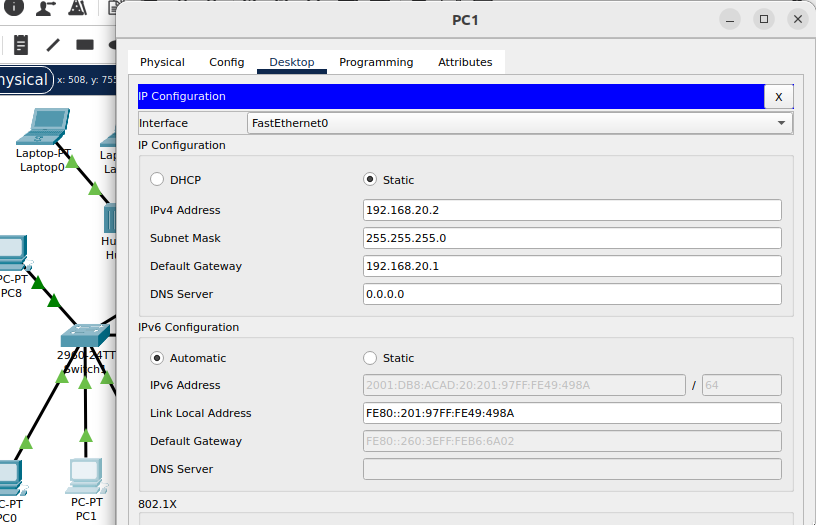 PC1
Physical Config Desktop Programming Attributes
hysical x: 508, y: 755
IP Configuration X
Interface FastEthernet0
IP Configuration
DHCP Static
IPv4 Address 192.168.20.2
Subnet Mask 255.255.255.0
Default Gateway 192.168.20.1
DNS Server 0.0.0.0
IPv6 Configuration
Automatic Static
IPv6 Address 2001:DB8:ACAD:20:201:97FF:FE49:498A / 64
Link Local Address FE80::201:97FF:FE49:498A
Default Gateway FE80::260:3EFF:FEB6:6A02
DNS Server
802.1X
Laptop-PT
Laptop0
Lap
La
Hu
H
PC-PT
PC8
2960-24TT
Switch1
C-PT
PC0
PC-PT
PC1